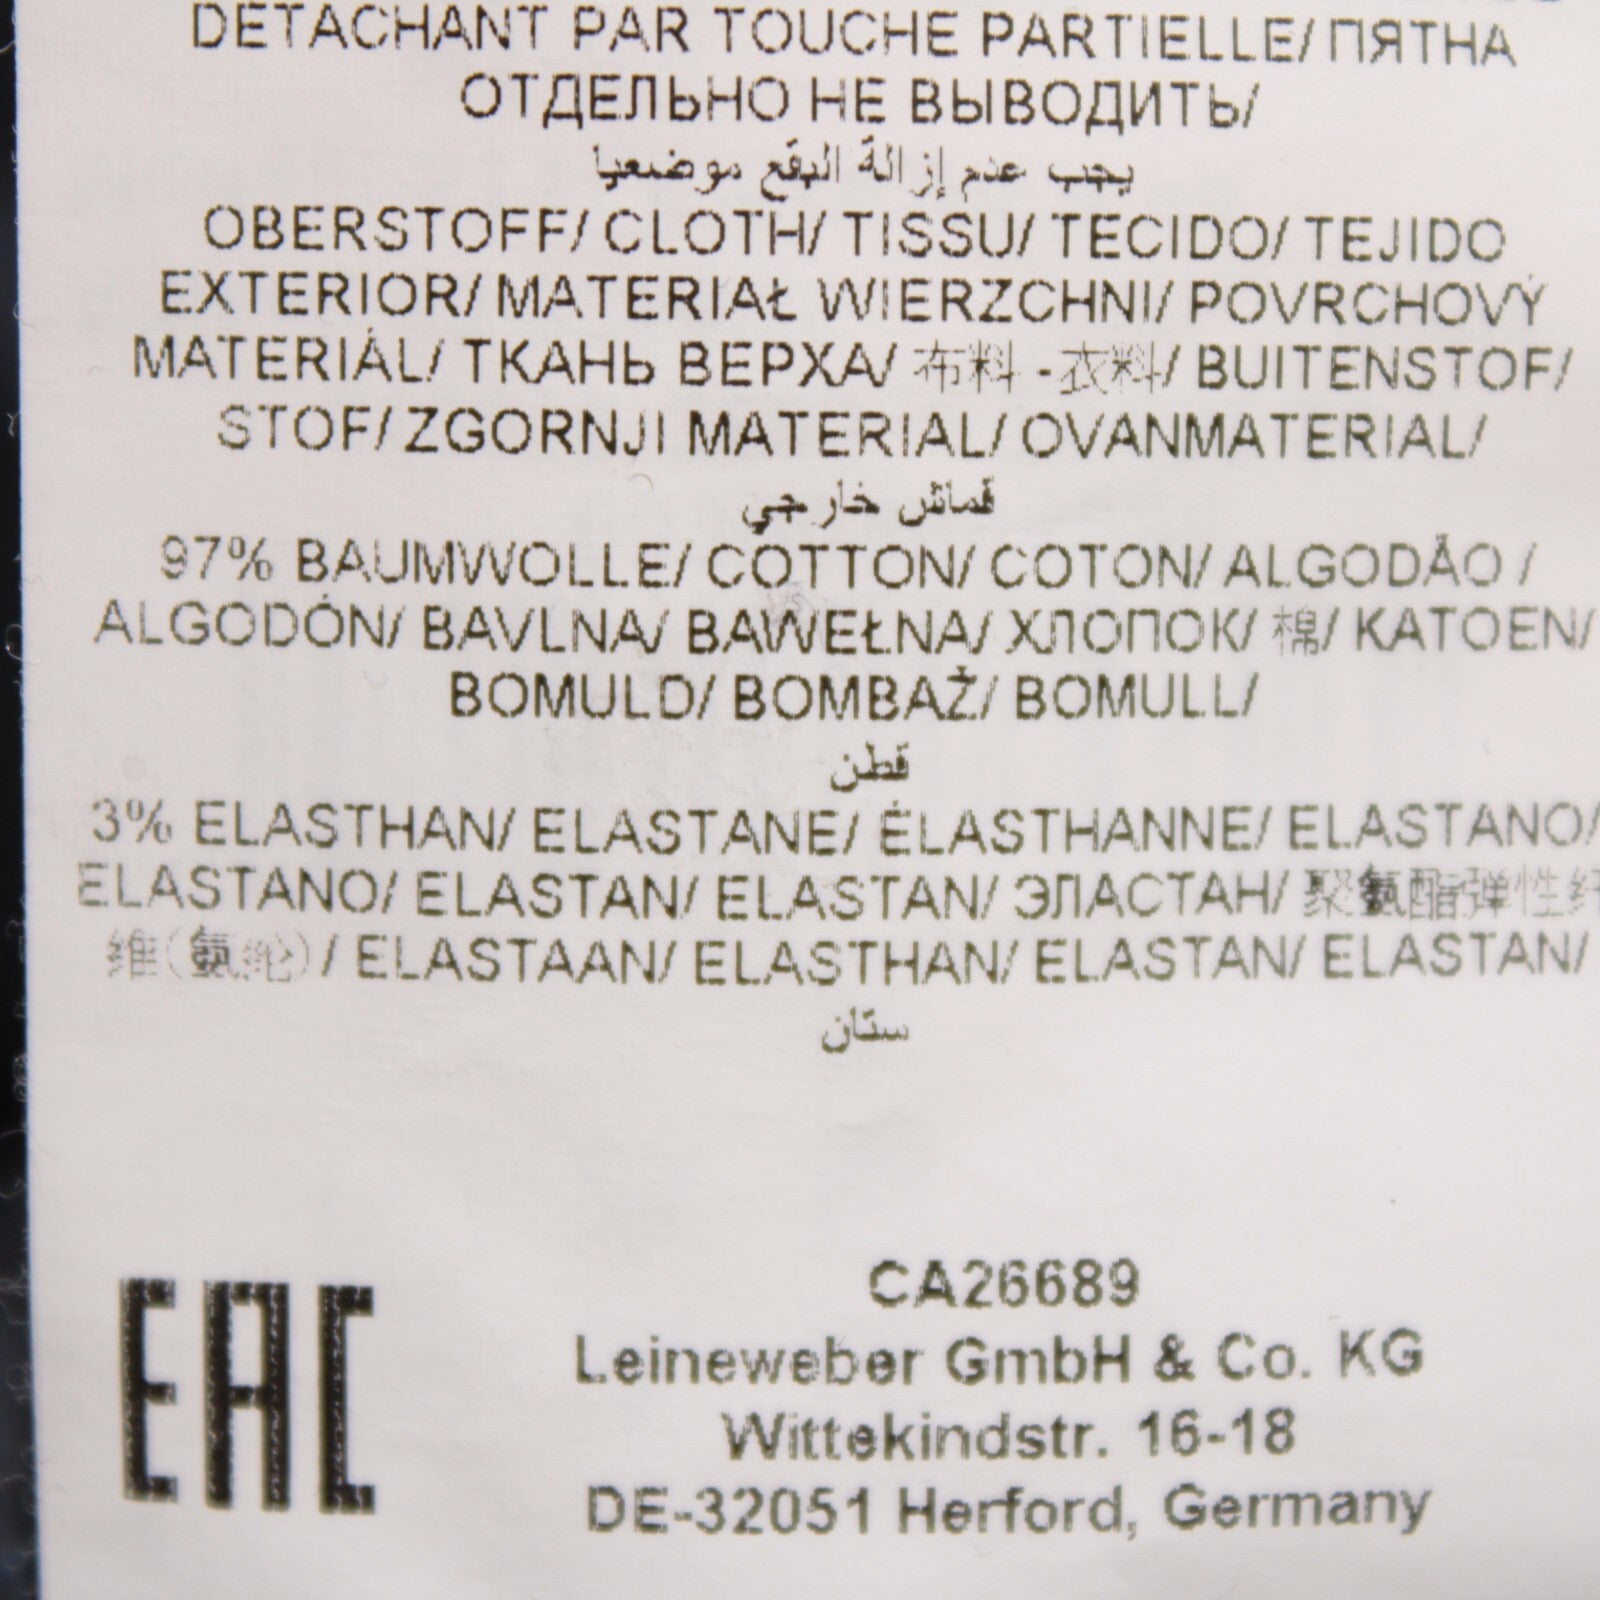 DÉTACHANT PAR TOUCHE PARTIELLE/ ПЯТНА
ОТДЕЛЬНО НЕ ВЫВОДИТЬ/
يجب عدم إزالة البقع موضعيا
OBERSTOFF/ CLOTH/ TISSU/ TECIDO/ TEJIDO
EXTERIOR/ MATERIAŁ WIERZCHNI/ POVRCHOVÝ
MATERIÁL/ ТКАНЬ ВЕРХА/ 布料 -衣料/ BUITENSTOF/
STOF/ ZGORNJI MATERIAL/ OVANMATERIAL/
قماش خارجي
97% BAUMWOLLE/ COTTON/ COTON/ ALGODÃO /
ALGODÓN/ BAVLNA/ BAWEŁNA/ ХЛОПОК/ 棉/ KATOEN/
BOMULD/ BOMBAŽ/ BOMULL/
قطن
3% ELASTHAN/ ELASTANE/ ÉLASTHANNE/ ELASTANO/
ELASTANO/ ELASTAN/ ELASTAN/ ЭЛАСТАН/ 聚氨酯弹性纤
维(氨纶) / ELASTAAN/ ELASTHAN/ ELASTAN/ ELASTAN/
ستان
EAC
CA26689
Leineweber GmbH & Co. KG
Wittekindstr. 16-18
DE-32051 Herford, Germany